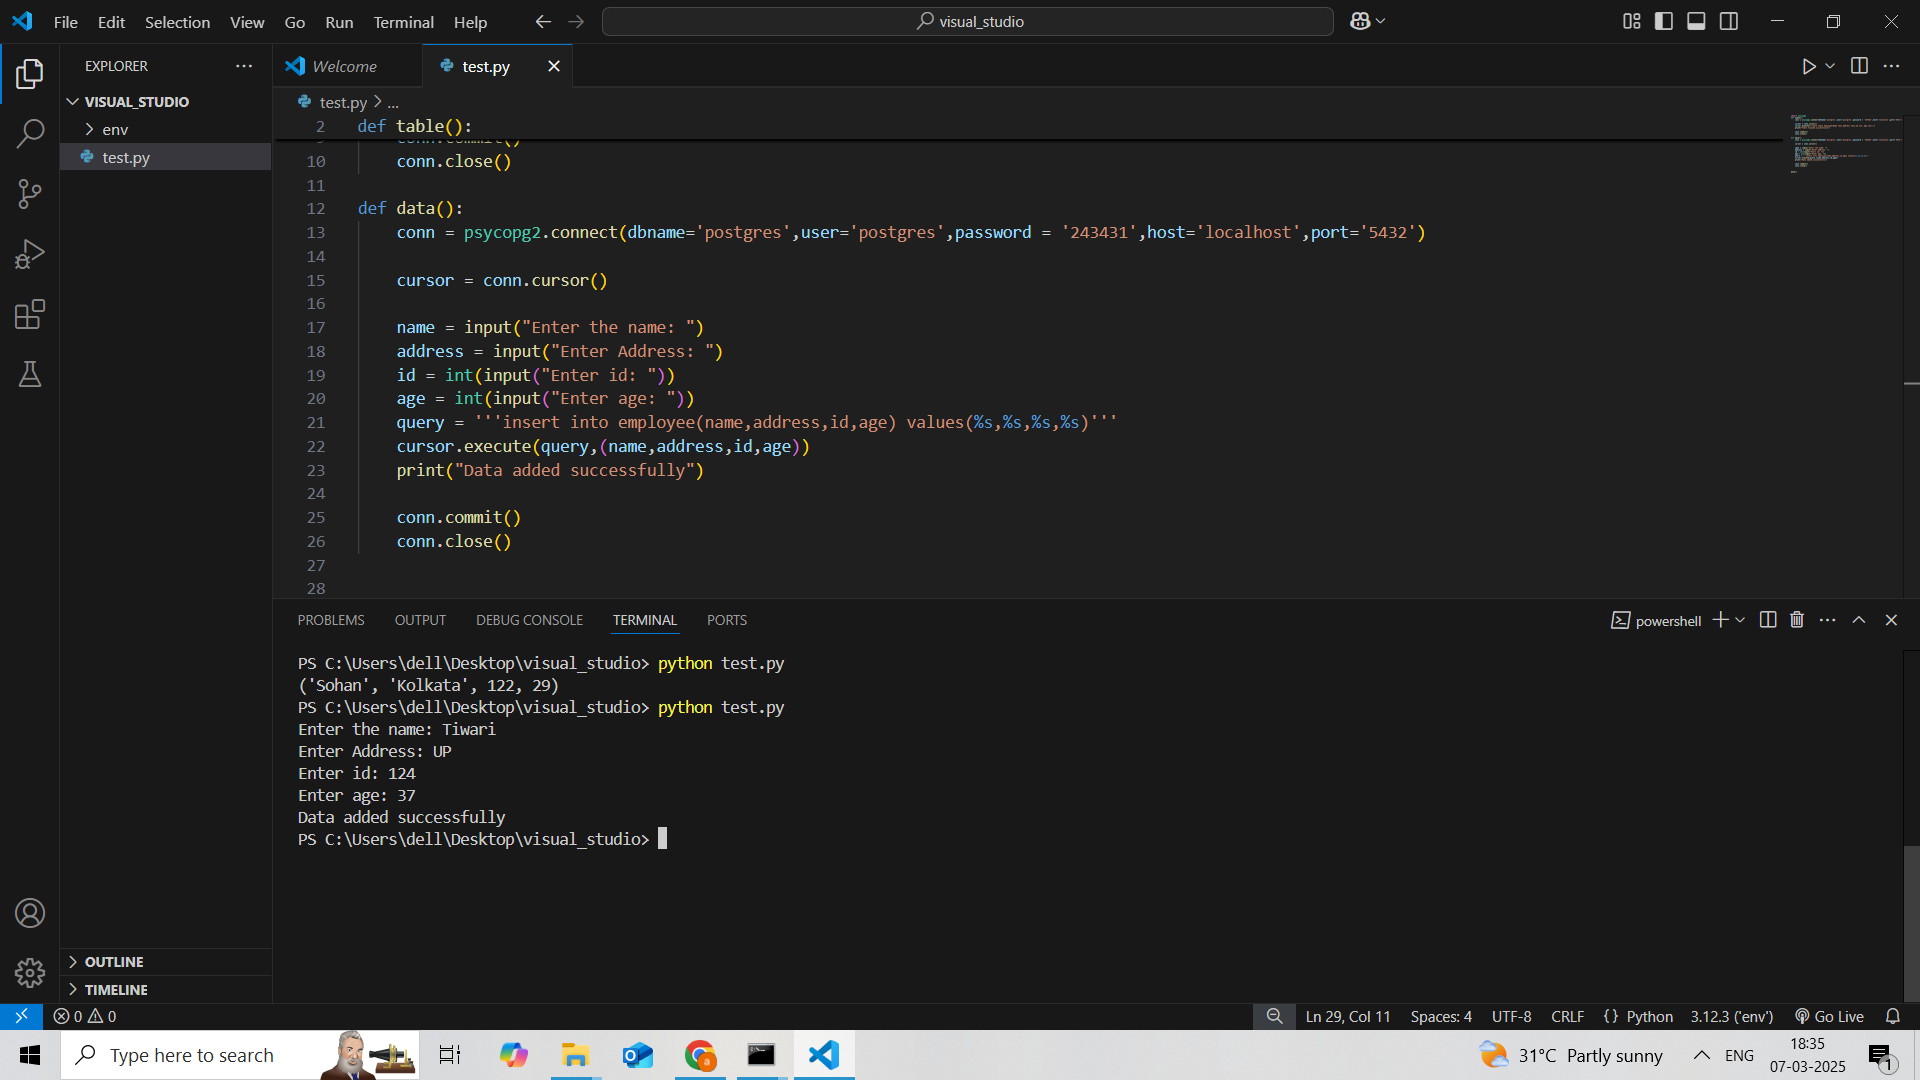 File Edit Selection View Go Run Terminal Help
visual_studio
EXPLORER
Welcome
test.py
VISUAL_STUDIO
env
test.py
test.py > ...
2 def table():
conn.commit()
10 conn.close()
11
12 def data():
13 conn = psycopg2.connect(dbname='postgres',user='postgres',password = '243431',host='localhost',port='5432')
14
15 cursor = conn.cursor()
16
17 name = input("Enter the name: ")
18 address = input("Enter Address: ")
19 id = int(input("Enter id: "))
20 age = int(input("Enter age: "))
21 query = '''insert into employee(name,address,id,age) values(%s,%s,%s,%s)'''
22 cursor.execute(query,(name,address,id,age))
23 print("Data added successfully")
24
25 conn.commit()
26 conn.close()
27
28
PROBLEMS OUTPUT DEBUG CONSOLE TERMINAL PORTS
powershell
PS C:\Users\dell\Desktop\visual_studio> python test.py
('Sohan', 'Kolkata', 122, 29)
PS C:\Users\dell\Desktop\visual_studio> python test.py
Enter the name: Tiwari
Enter Address: UP
Enter id: 124
Enter age: 37
Data added successfully
PS C:\Users\dell\Desktop\visual_studio>
OUTLINE
TIMELINE
0 0
Ln 29, Col 11 Spaces: 4 UTF-8 CRLF {} Python 3.12.3 ('env') Go Live
Type here to search
31°C Partly sunny
ENG
18:35
07-03-2025
1